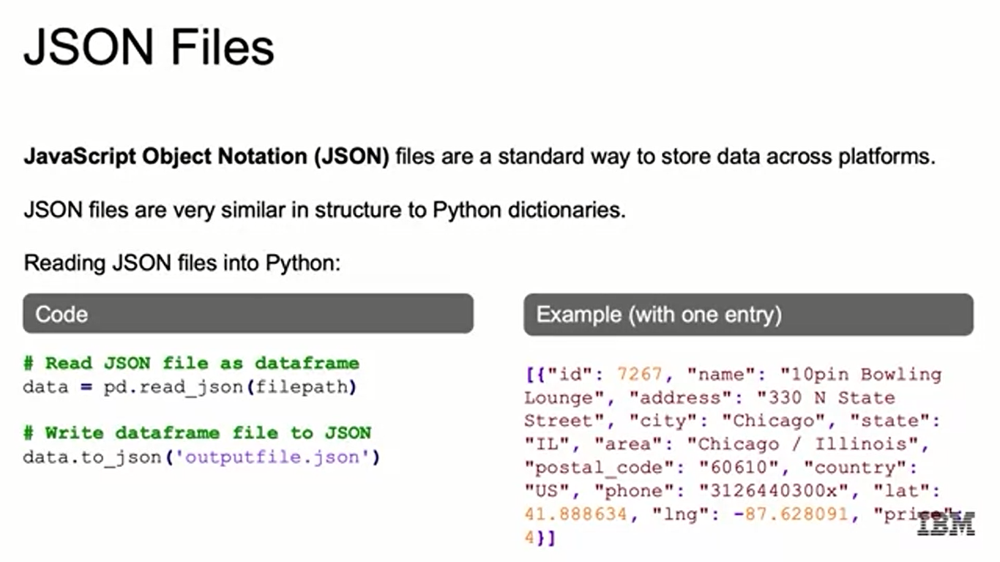 JSON Files
JavaScript Object Notation (JSON) files are a standard way to store data across platforms.
JSON files are very similar in structure to Python dictionaries.
Reading JSON files into Python:
Code
# Read JSON file as dataframe
data = pd.read_json(filepath)
# Write dataframe file to JSON
data.to_json('outputfile.json')
Example (with one entry)
[{"id": 7267, "name": "10pin Bowling
Lounge", "address": "330 N State
Street", "city": "Chicago", "state":
"IL", "area": "Chicago / Illinois",
"postal_code": "60610", "country":
"US", "phone": "3126440300x", "lat":
41.888634, "lng": -87.628091, "price":
4}]
IBM